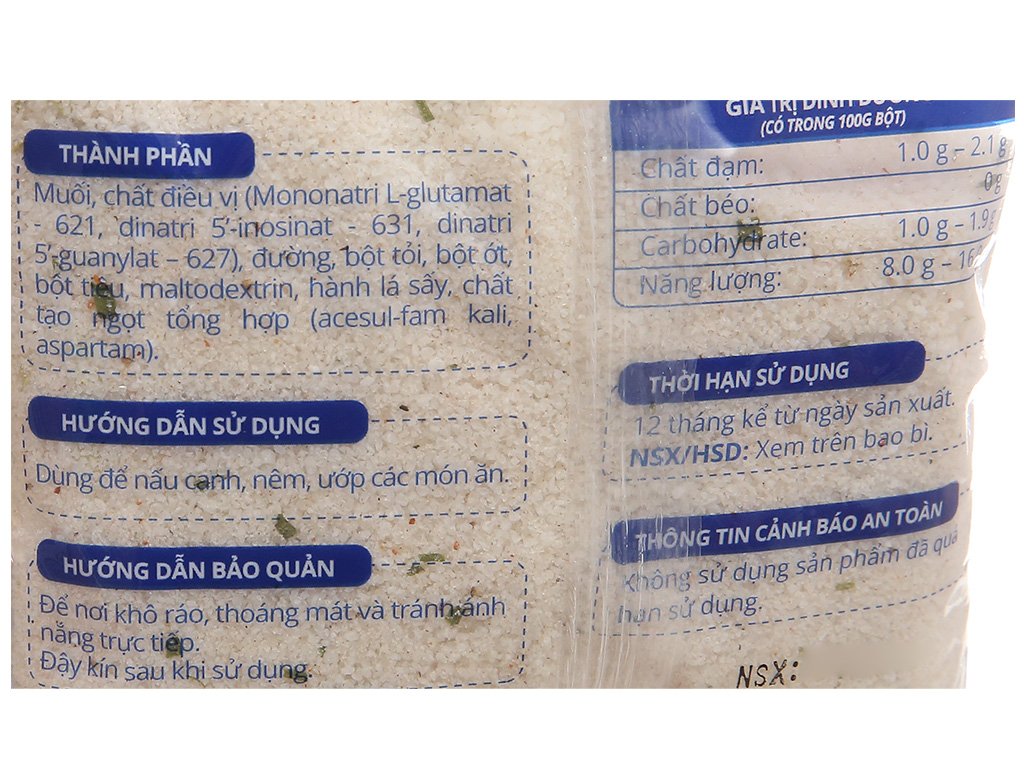 THÀNH PHẦN
Muối, chất điều vị (Mononatri L-glutamat
- 621, dinatri 5’-inosinat - 631, dinatri
5’-guanylat – 627), đường, bột tỏi, bột ớt,
bột tiêu, maltodextrin, hành lá sấy, chất
tạo ngọt tổng hợp (acesul-fam kali,
aspartam).
HƯỚNG DẪN SỬ DỤNG
Dùng để nấu canh, nêm, ướp các món ăn.
HƯỚNG DẪN BẢO QUẢN
Để nơi khô ráo, thoáng mát và tránh ánh
nắng trực tiếp.
Đậy kín sau khi sử dụng.
GIÁ TRỊ DINH DƯỠNG
(CÓ TRONG 100G BỘT)
Chất đạm: 1.0 g – 2.1 g
Chất béo: 0 g
Carbohydrate: 1.0 g – 1.9 g
Năng lượng: 8.0 g –
THỜI HẠN SỬ DỤNG
12 tháng kể từ ngày sản xuất.
NSX/HSD: Xem trên bao bì.
THÔNG TIN CẢNH BÁO AN TOÀN
Không sử dụng sản phẩm đã quá
hạn sử dụng.
NSX: